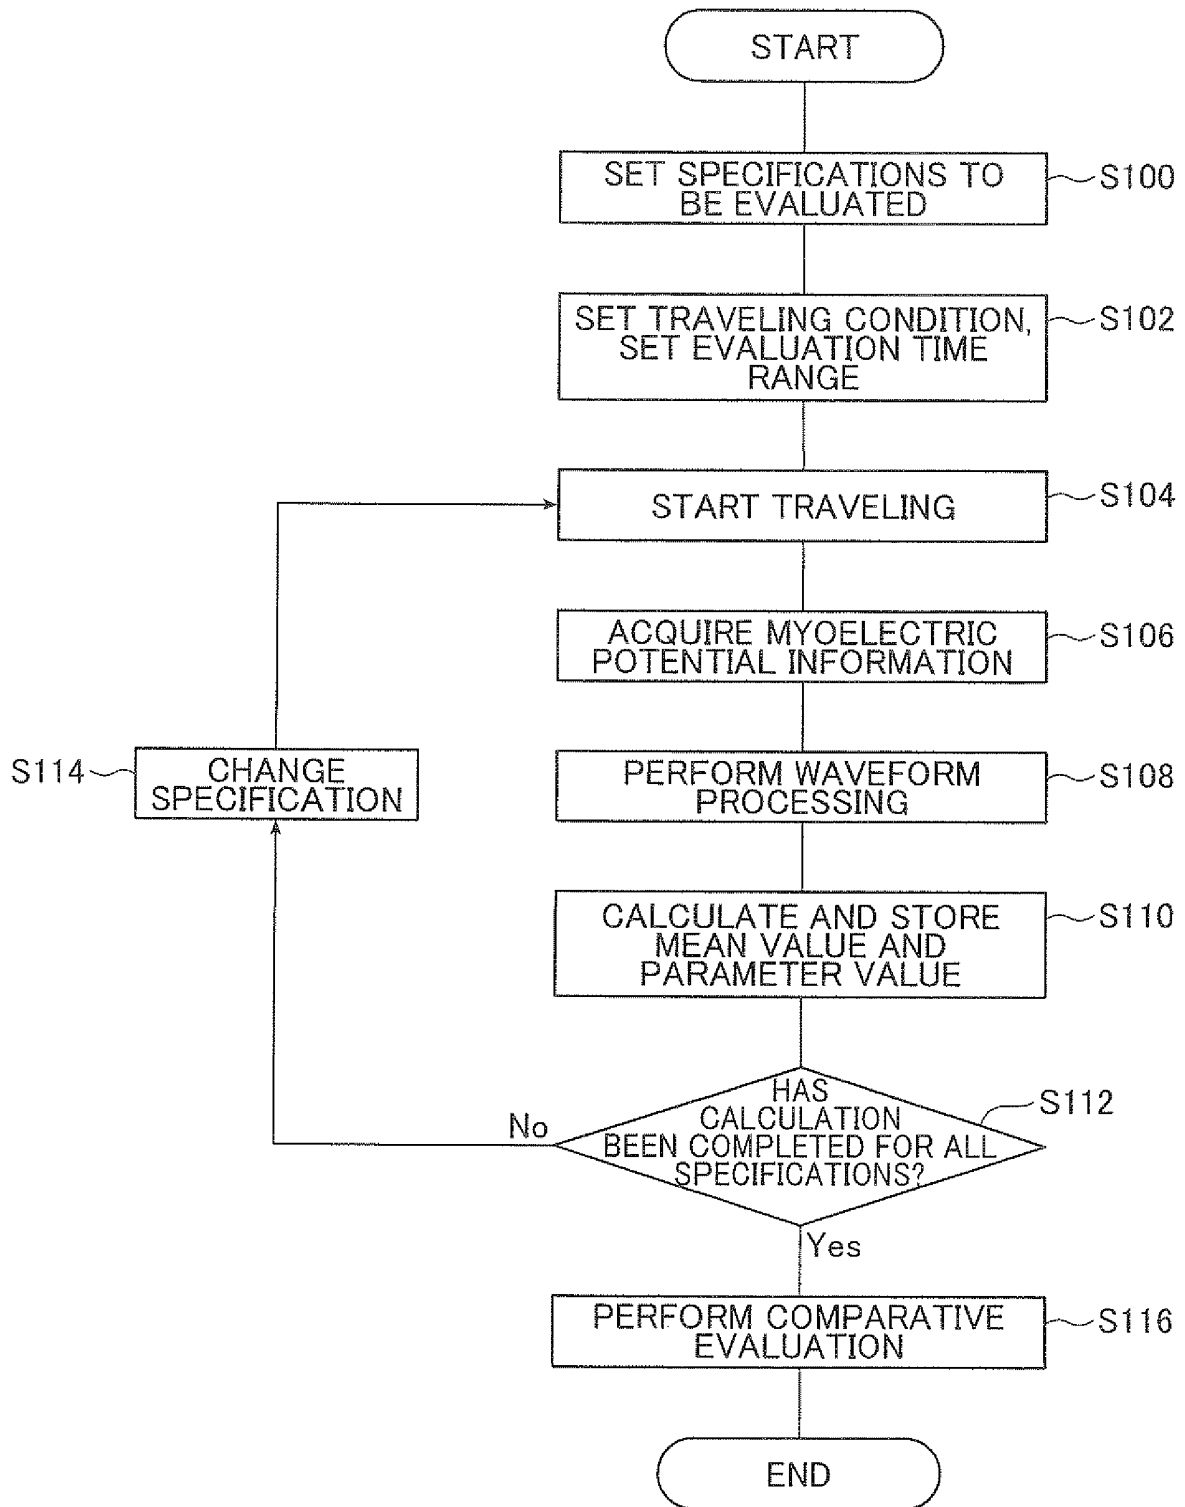 START
SET SPECIFICATIONS TO
BE EVALUATED
S100
SET TRAVELING CONDITION,
SET EVALUATION TIME
RANGE
S102
START TRAVELING
S104
ACQUIRE MYOELECTRIC
POTENTIAL INFORMATION
S106
PERFORM WAVEFORM
PROCESSING
S108
S114
CHANGE
SPECIFICATION
CALCULATE AND STORE
MEAN VALUE AND
PARAMETER VALUE
S110
HAS
CALCULATION
BEEN COMPLETED FOR ALL
SPECIFICATIONS?
S112
No
Yes
PERFORM COMPARATIVE
EVALUATION
S116
END